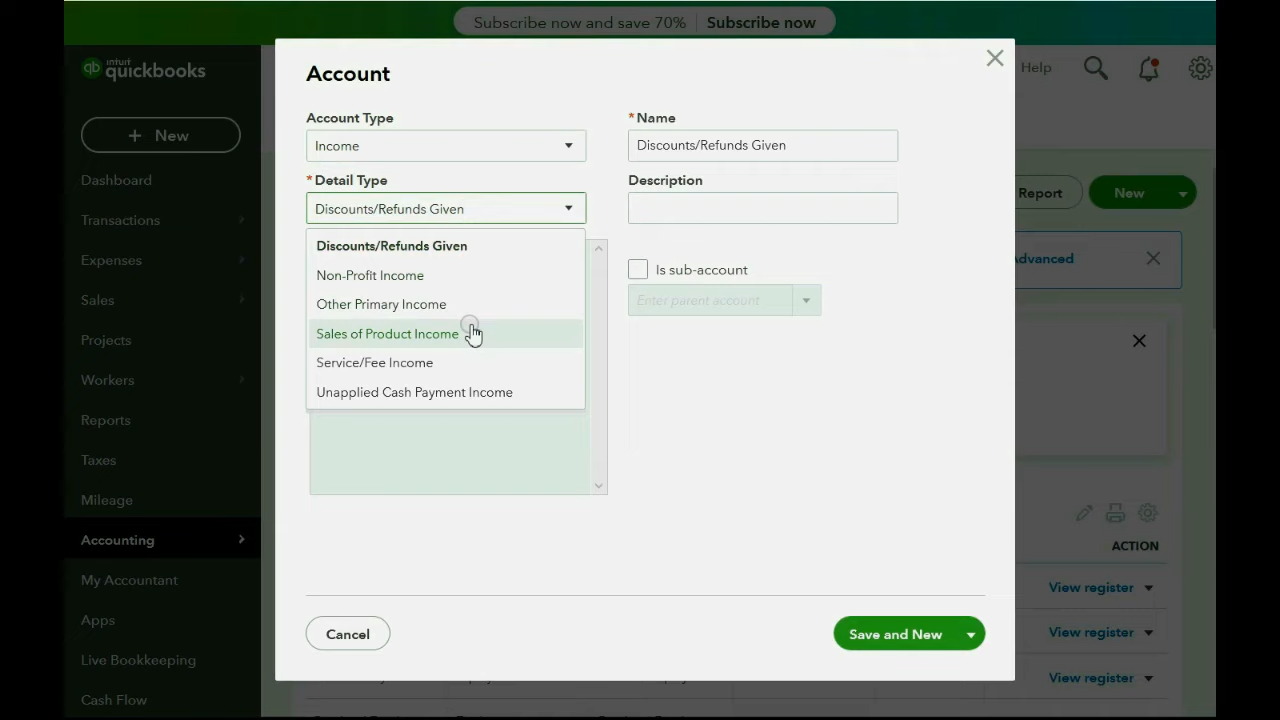 Subscribe now and save 70% Subscribe now
intuit
quickbooks
Help
Account
Account Type
* Name
+ New
Income
Discounts/Refunds Given
Dashboard
* Detail Type
Description
Report
New
Transactions
Discounts/Refunds Given
Discounts/Refunds Given
Expenses
Advanced
Non-Profit Income
Is sub-account
Sales
Other Primary Income
Enter parent account
Projects
Sales of Product Income
Service/Fee Income
Workers
Unapplied Cash Payment Income
Reports
Taxes
Mileage
Accounting
ACTION
My Accountant
View register
Apps
Cancel
Save and New
View register
Live Bookkeeping
View register
Cash Flow